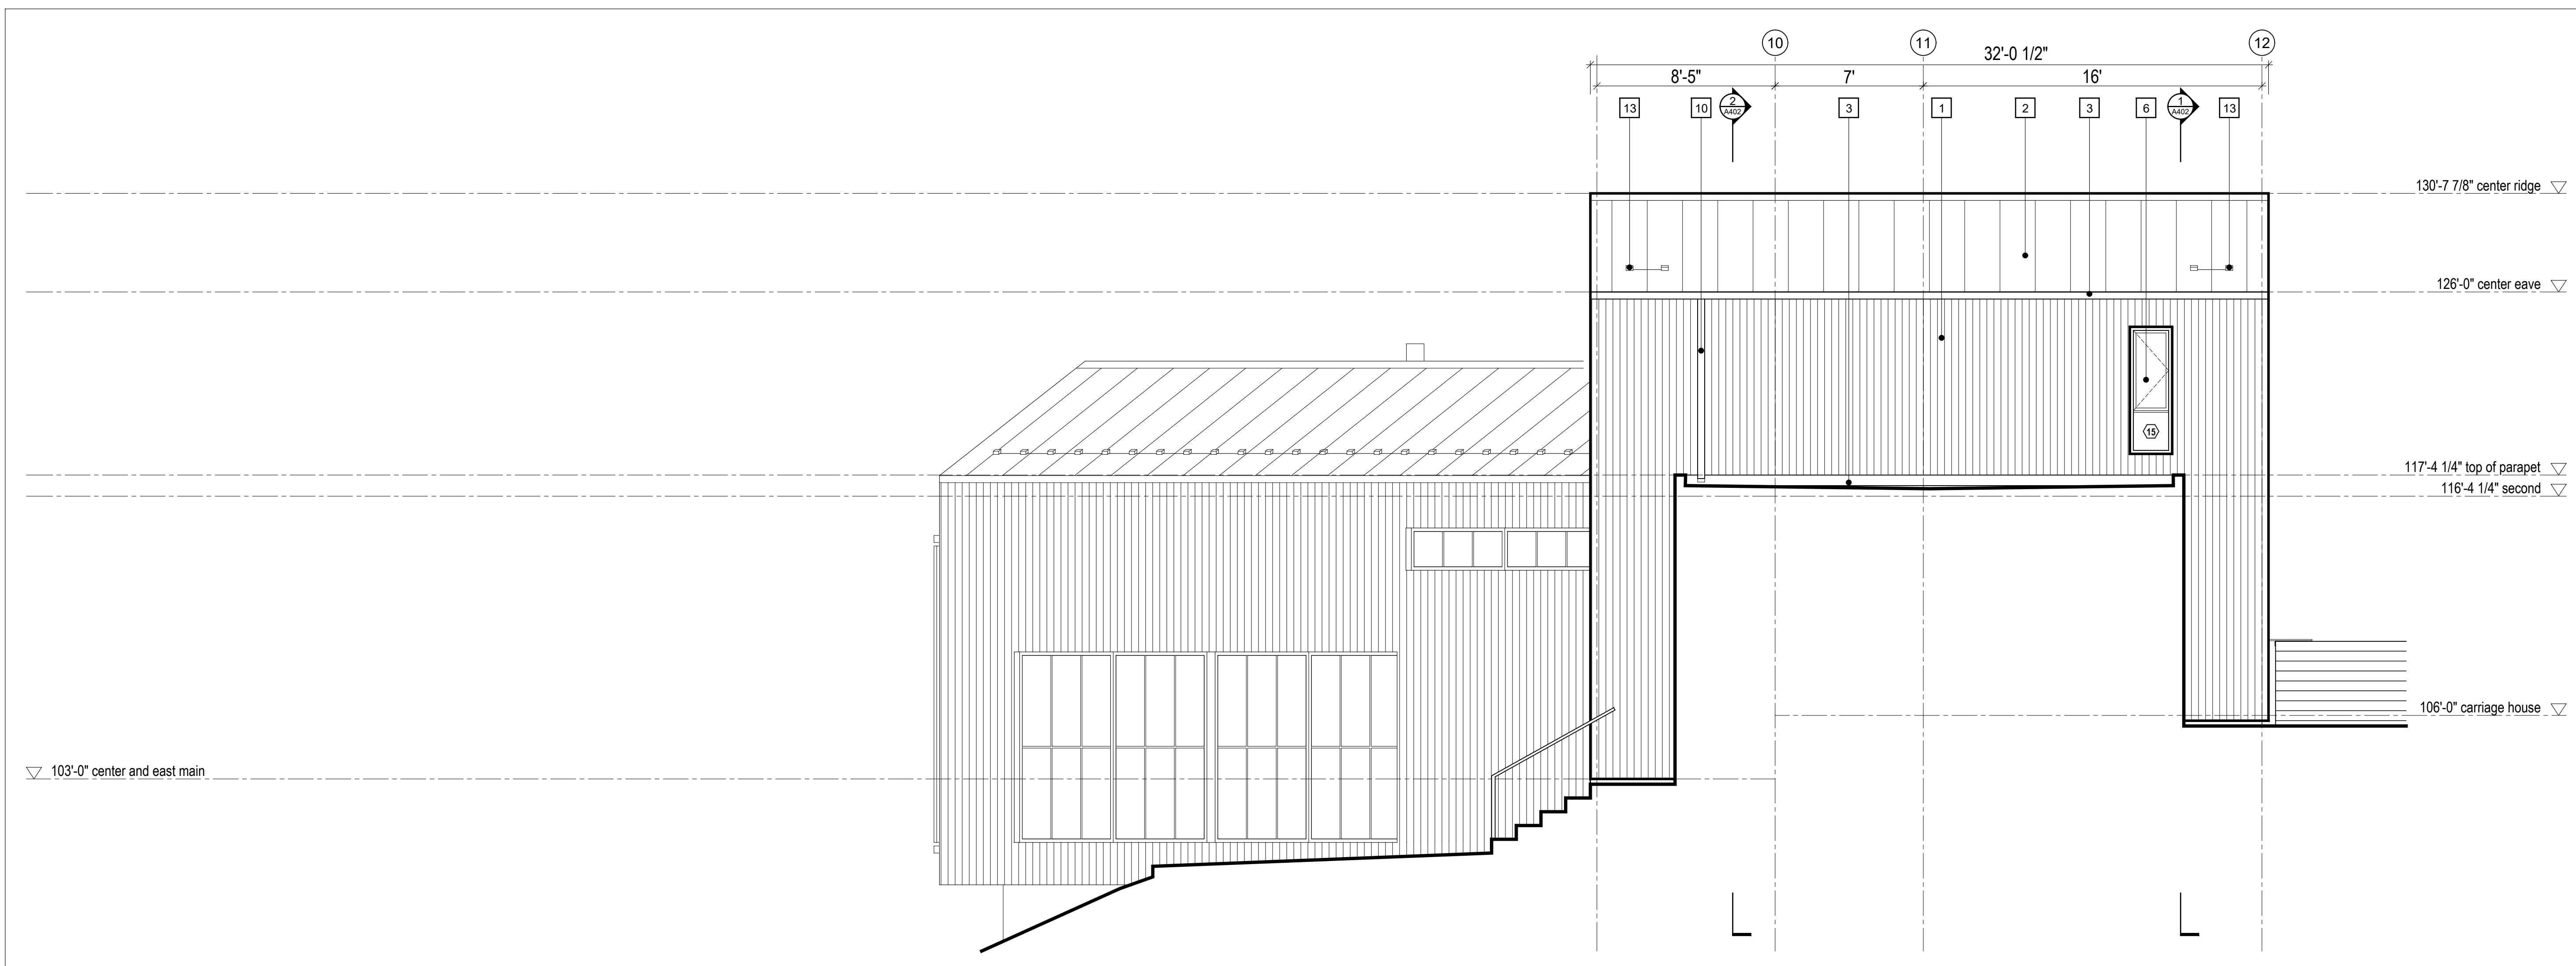 10 11 12
32'-0 1/2"
8'-5" 7' 16'
13 10 2 3 1 2 3 6 1 13
A402 A402
130'-7 7/8" center ridge
126'-0" center eave
15
117'-4 1/4" top of parapet
116'-4 1/4" second
106'-0" carriage house
103'-0" center and east main